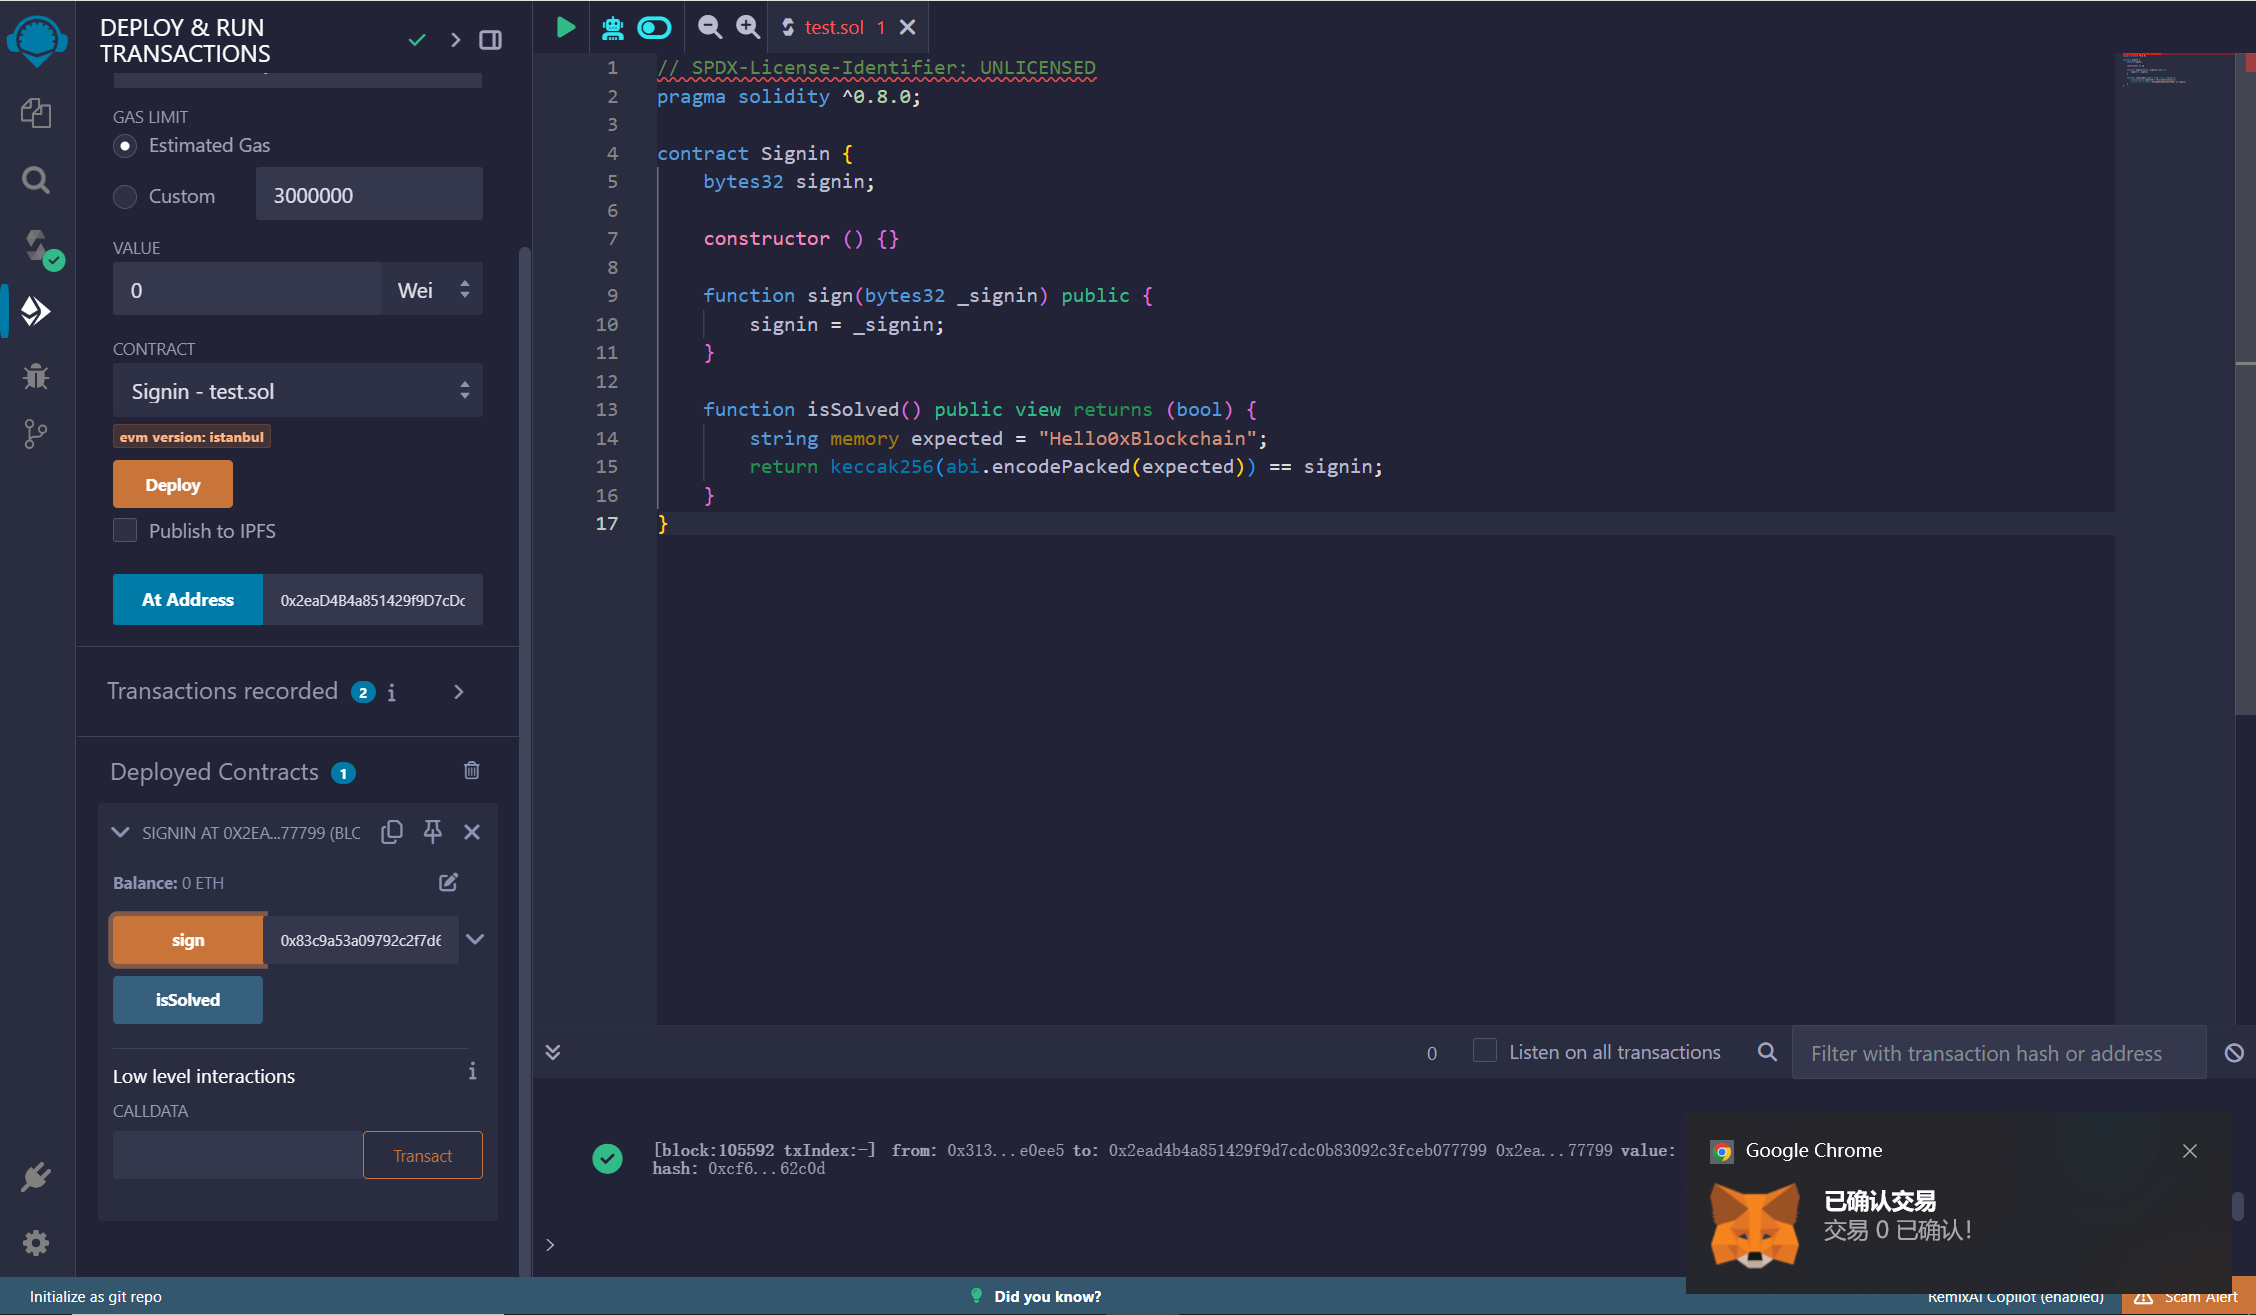 DEPLOY & RUN
TRANSACTIONS
GAS LIMIT
Estimated Gas
Custom
3000000
VALUE
0
Wei
CONTRACT
Signin - test.sol
evm version: istanbul
Deploy
Publish to IPFS
At Address
0x2eaD4B4a851429f9D7cDc
Transactions recorded 2 i
Deployed Contracts 1
SIGNIN AT 0X2EA...77799 (BLC
Balance: 0 ETH
sign
0x83c9a53a09792c2f7d6
isSolved
Low level interactions
i
CALLDATA
Transact
test.sol 1
1 // SPDX-License-Identifier: UNLICENSED
2 pragma solidity ^0.8.0;
3
4 contract Signin {
5 bytes32 signin;
6
7 constructor () {}
8
9 function sign(bytes32 _signin) public {
10 signin = _signin;
11 }
12
13 function isSolved() public view returns (bool) {
14 string memory expected = "Hello0xBlockchain";
15 return keccak256(abi.encodePacked(expected)) == signin;
16 }
17 }
0
Listen on all transactions
Filter with transaction hash or address
[block:105592 txIndex:-] from: 0x313...e0ee5 to: 0x2ead4b4a851429f9d7cdc0b83092c3fceb077799 0x2ea...77799 value:
hash: 0xcf6...62c0d
>
Google Chrome
已确认交易
交易 0 已确认!
Initialize as git repo
Did you know?
RemixAI Copilot (enabled)
Scam Alert